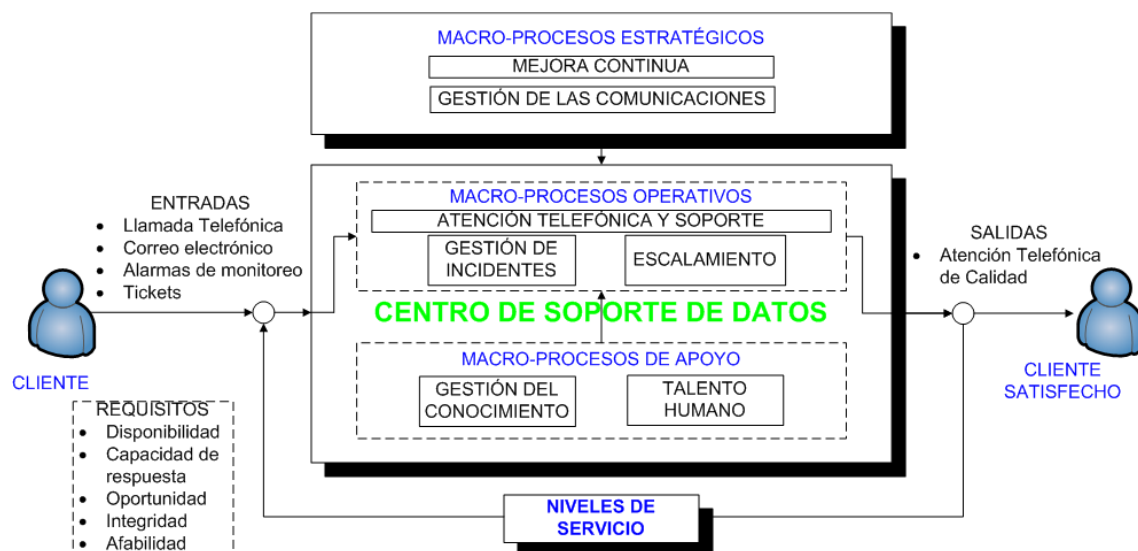 MACRO-PROCESOS ESTRATÉGICOS
MEJORA CONTINUA
GESTIÓN DE LAS COMUNICACIONES
ENTRADAS
• Llamada Telefónica
• Correo electrónico
• Alarmas de monitoreo
• Tickets
CLIENTE
REQUISITOS
• Disponibilidad
• Capacidad de
respuesta
• Oportunidad
• Integridad
• Afabilidad
MACRO-PROCESOS OPERATIVOS
ATENCIÓN TELEFÓNICA Y SOPORTE
GESTIÓN DE
INCIDENTES
ESCALAMIENTO
CENTRO DE SOPORTE DE DATOS
MACRO-PROCESOS DE APOYO
GESTIÓN DEL
CONOCIMIENTO
TALENTO
HUMANO
SALIDAS
• Atención Telefónica
de Calidad
CLIENTE
SATISFECHO
NIVELES DE
SERVICIO